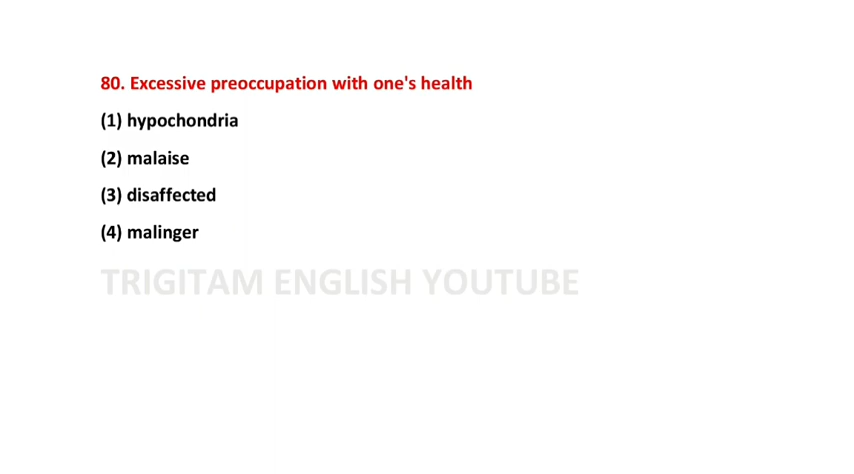 80. Excessive preoccupation with one's health
(1) hypochondria
(2) malaise
(3) disaffected
(4) malinger
TRIGITAM ENGLISH YOUTUBE